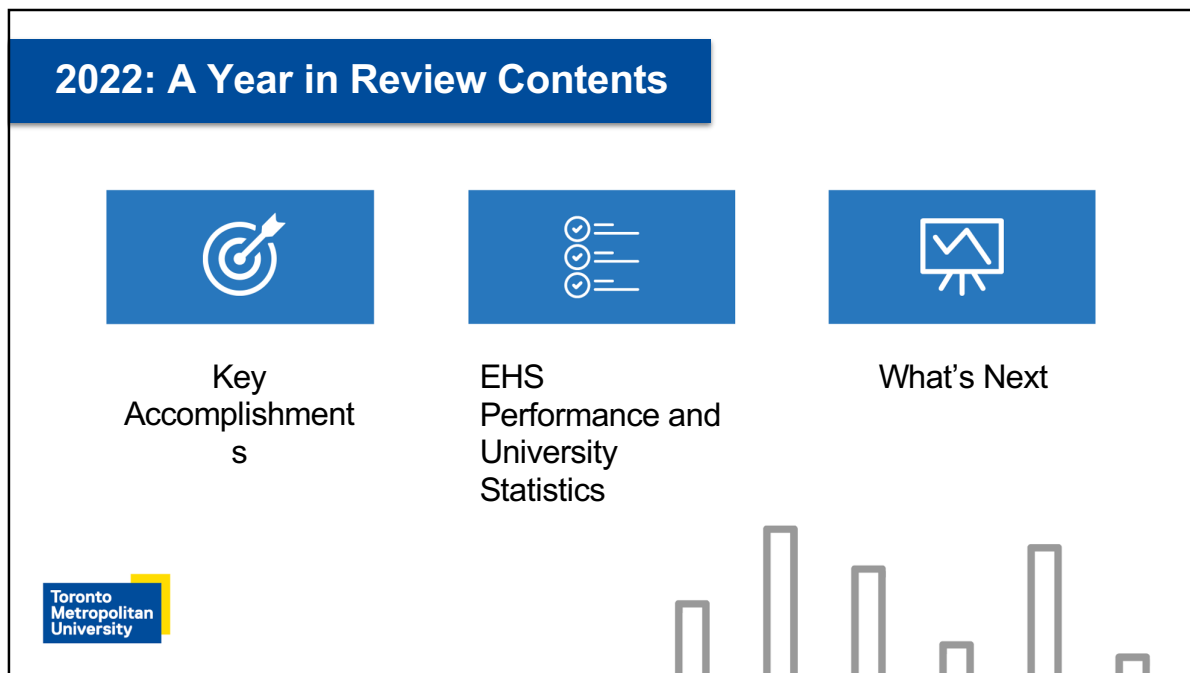 2022: A Year in Review Contents
Key
Accomplishment
s
EHS
Performance and
University
Statistics
What’s Next
Toronto
Metropolitan
University